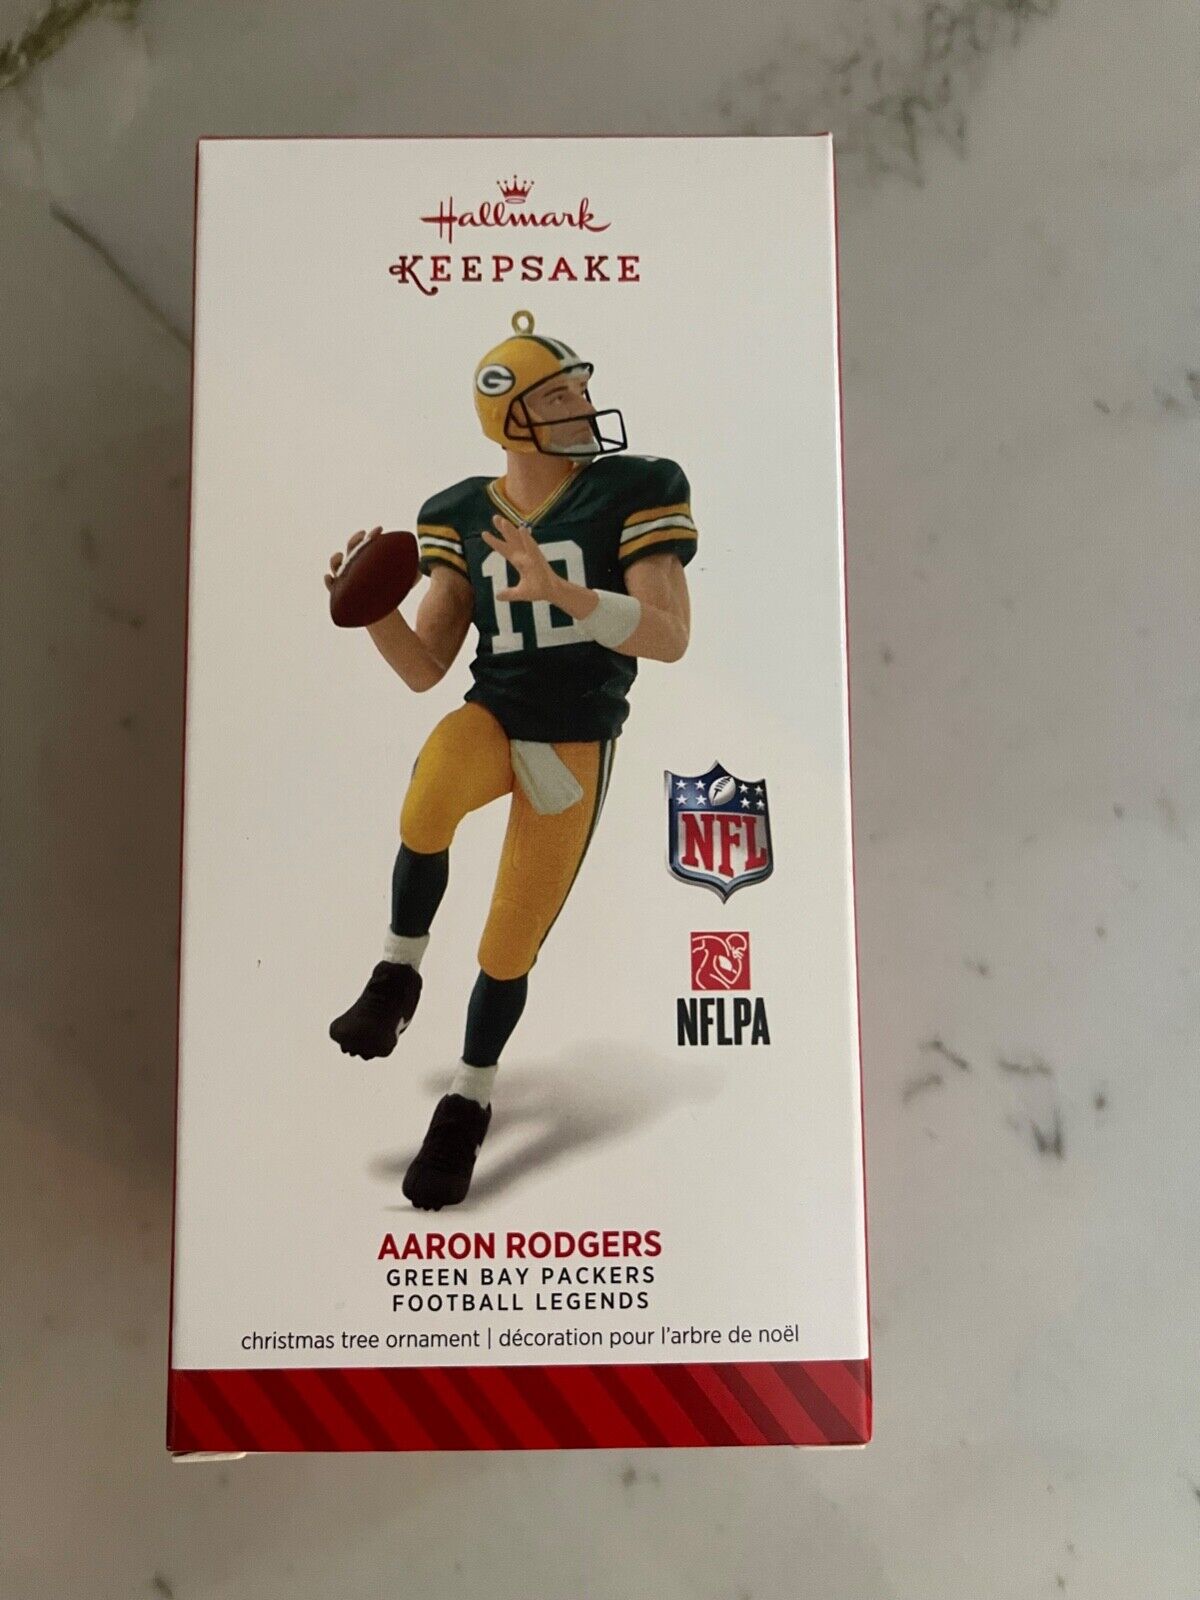 Hallmark
KEEPSAKE
G
12
NFL
NFLPA
AARON RODGERS
GREEN BAY PACKERS
FOOTBALL LEGENDS
christmas tree ornament | décoration pour l'arbre de noël